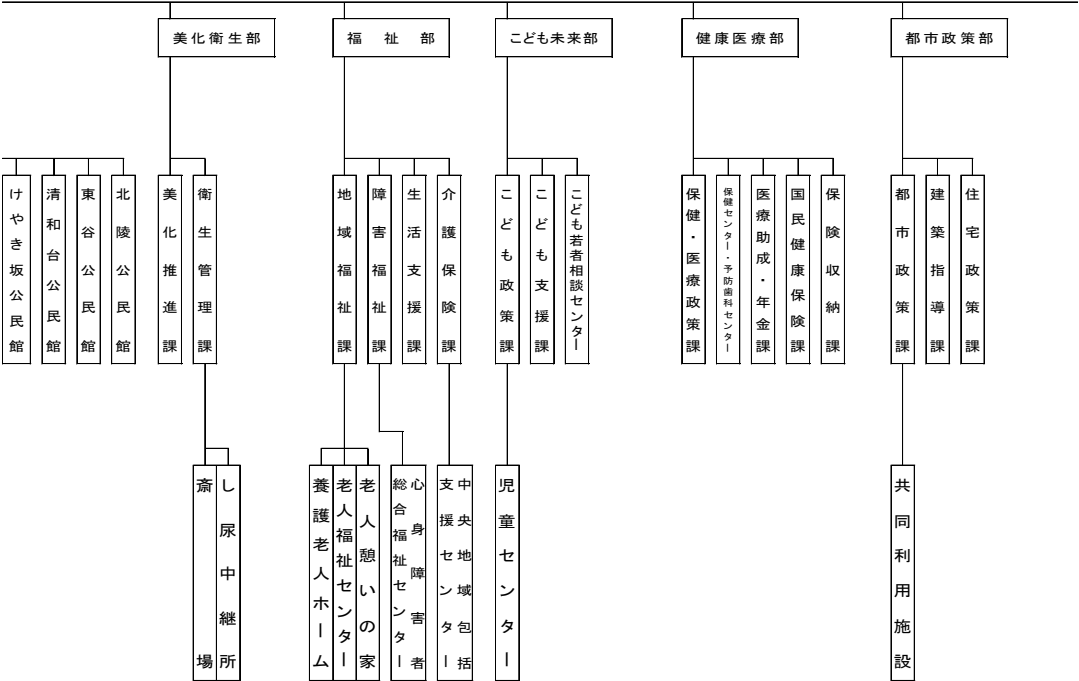 美化衛生部
福祉部
こども未来部
健康医療部
都市政策部
けやき坂公民館
清和台公民館
東谷公民館
北陵公民館
美化推進課
衛生管理課
地域福祉課
障害福祉課
生活支援課
介護保険課
こども政策課
こども支援課
こども若者相談センター
保健・医療政策課
保健センター・予防歯科センター
医療助成・年金課
国民健康保険課
保険収納課
都市政策課
建築指導課
住宅政策課
斎場
し尿中継所
養護老人ホーム
老人福祉センター
老人憩いの家
心身障害者
総合福祉センター
中央地域包括
支援センター
児童センター
共同利用施設